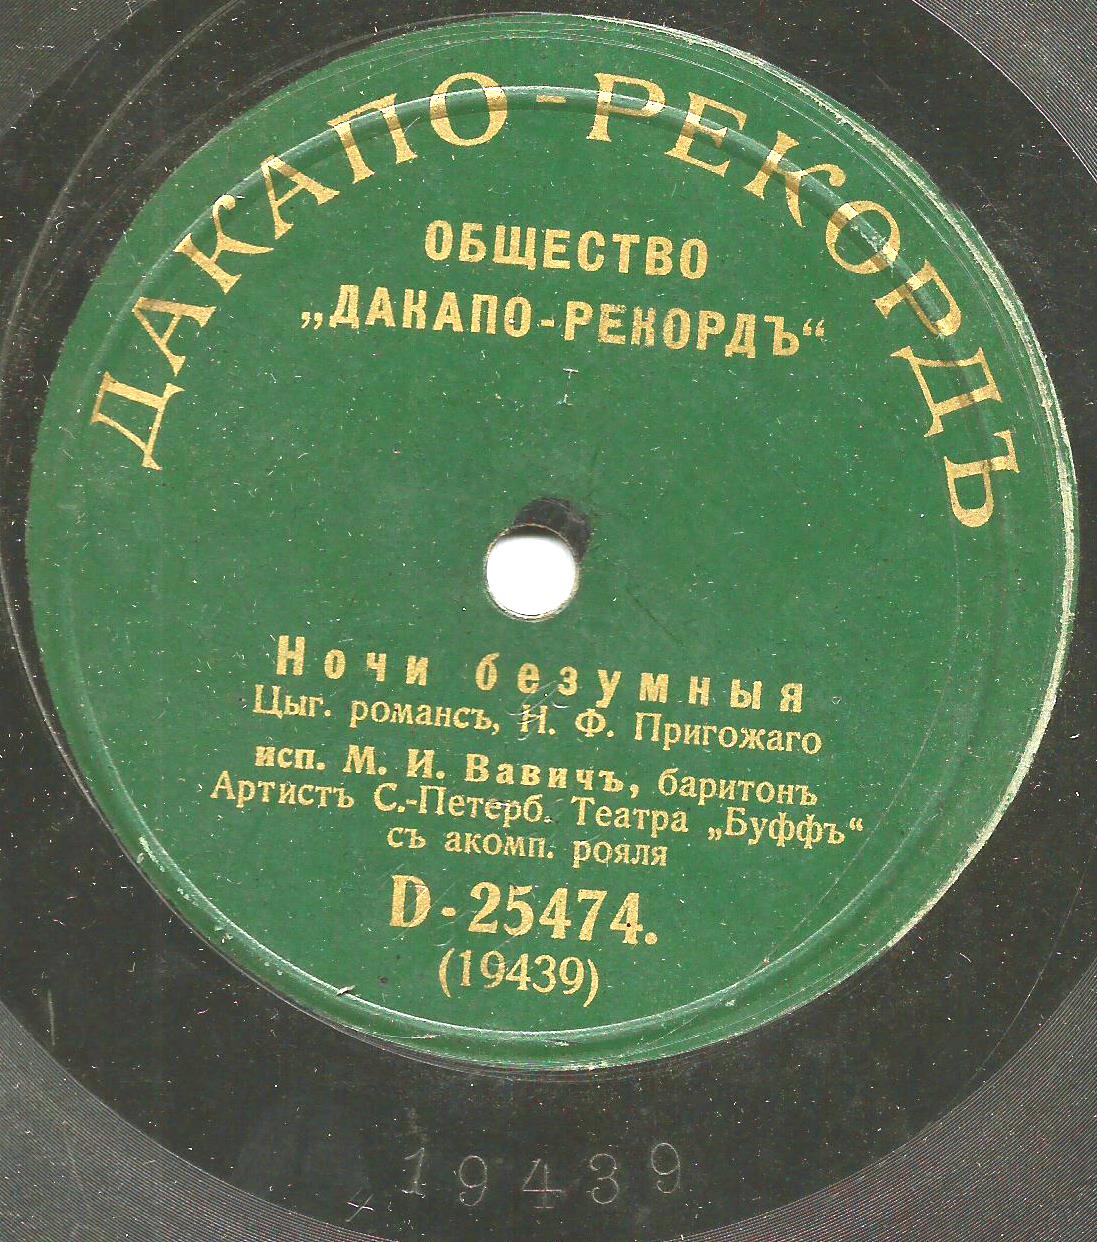 ДАКАПО-РЕКОРДЪ
ОБЩЕСТВО
„ДАКАПО-РЕКОРДЪ“
Ночи безумныя
Цыг. романсъ, Н. Ф. Пригожаго
исп. М. И. Вавичъ, баритонъ
Артистъ С.-Петерб. Театра „Буффъ“
съ акомп. рояля
D-25474.
(19439)
19439